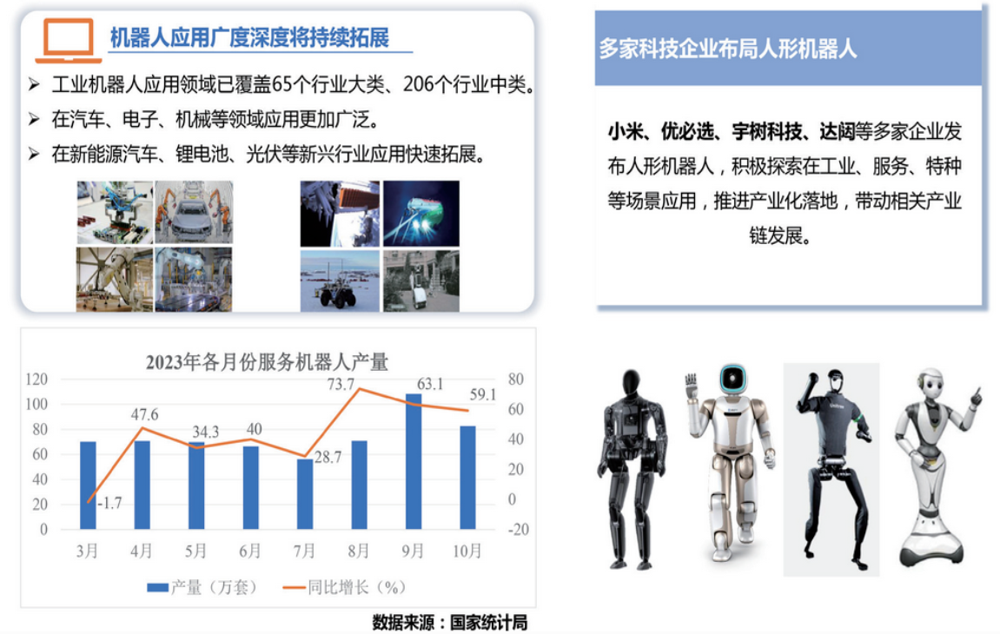 机器人应用广度深度将持续拓展
工业机器人应用领域已覆盖65个行业大类、206个行业中类。
在汽车、电子、机械等领域应用更加广泛。
在新能源汽车、锂电池、光伏等新兴行业应用快速拓展。
多家科技企业布局人形机器人
小米、优必选、宇树科技、达闼等多家企业发
布人形机器人，积极探索在工业、服务、特种
等场景应用，推进产业化落地，带动相关产业
链发展。
2023年各月份服务机器人产量
120
100
80
60
40
20
0
80
60
40
20
0
-20
-1.7
47.6
34.3
40
28.7
73.7
63.1
59.1
3月 4月 5月 6月 7月 8月 9月 10月
产量（万套） 同比增长（%）
数据来源：国家统计局